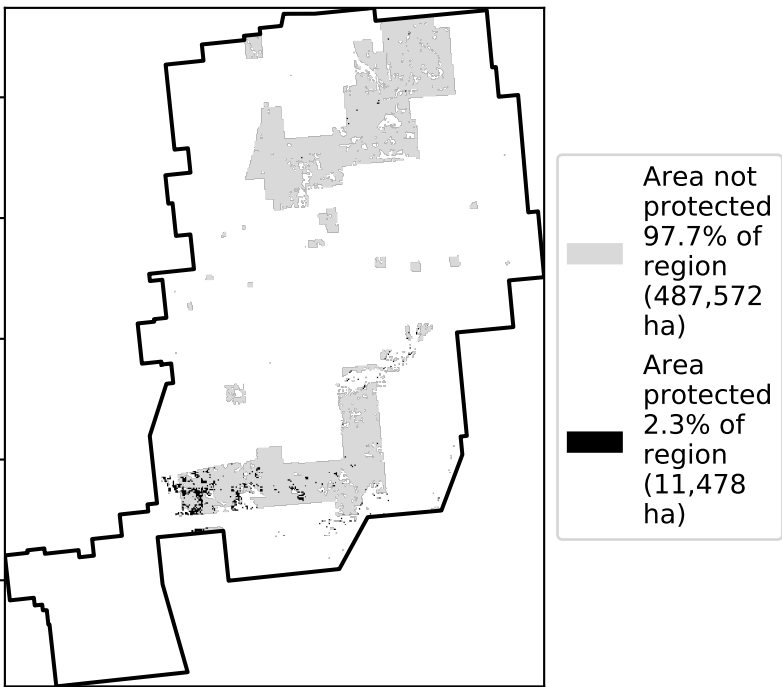 Area not
protected
97.7% of
region
(487,572
ha)
Area
protected
2.3% of
region
(11,478
ha)